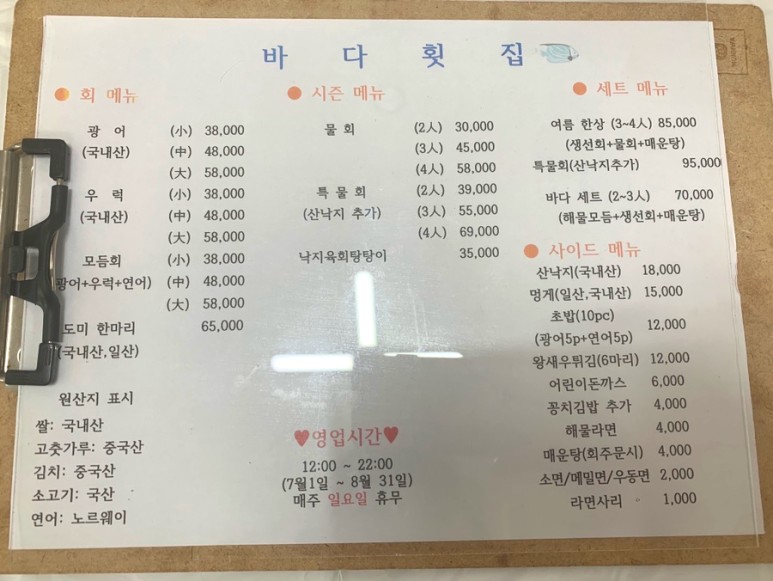 바 다 횟 집
회 메뉴
광 어 (小) 38,000
(국내산) (中) 48,000
(大) 58,000
우 럭 (小) 38,000
(국내산) (中) 48,000
(大) 58,000
모듬회 (小) 38,000
광어+우럭+연어) (中) 48,000
(大) 58,000
도미 한마리 65,000
(국내산,일산)
원산지 표시
쌀: 국내산
고춧가루: 중국산
김치: 중국산
소고기: 국산
연어: 노르웨이
시즌 메뉴
물 회 (2人) 30,000
(3人) 45,000
(4人) 58,000
특 물 회 (2人) 39,000
(산낙지 추가) (3人) 55,000
(4人) 69,000
낙지육회탕탕이 35,000
♥영업시간♥
12:00 ~ 22:00
(7월1일 ~ 8월 31일)
매주 일요일 휴무
세트 메뉴
여름 한상 (3~4人) 85,000
(생선회+물회+매운탕)
특물회(산낙지추가) 95,000
바다 세트 (2~3人) 70,000
(해물모듬+생선회+매운탕)
사이드 메뉴
산낙지(국내산) 18,000
멍게(일산,국내산) 15,000
초밥(10pc)
(광어5p+연어5p) 12,000
왕새우튀김(6마리) 12,000
어린이돈까스 6,000
꽁치김밥 추가 4,000
해물라면 4,000
매운탕(회주문시) 4,000
소면/메밀면/우동면 2,000
라면사리 1,000